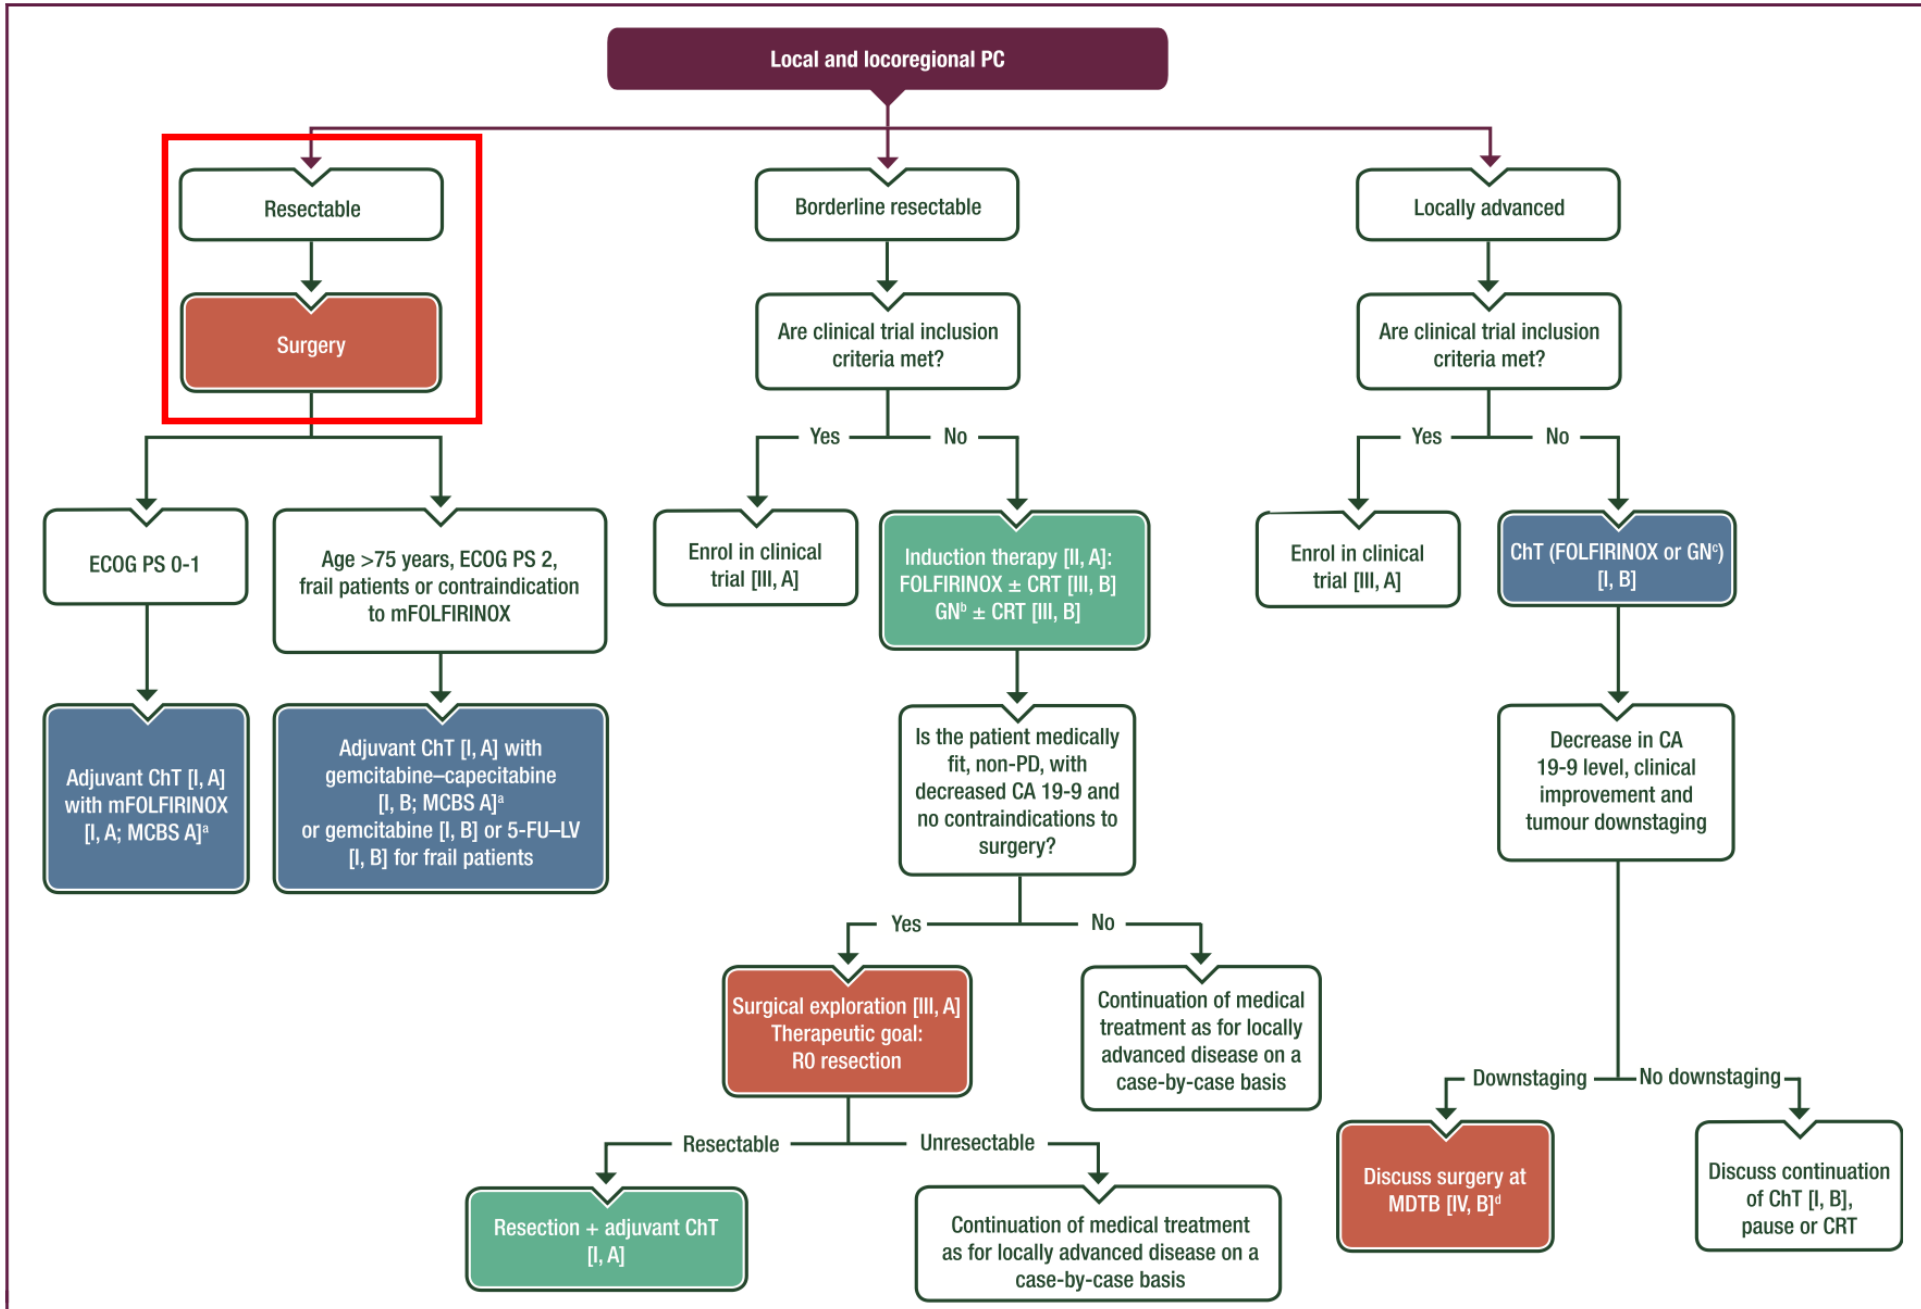 Local and locoregional PC
Resectable
Borderline resectable
Locally advanced
Surgery
Are clinical trial inclusion
criteria met?
Are clinical trial inclusion
criteria met?
Yes
No
Yes
No
ECOG PS 0-1
Age >75 years, ECOG PS 2,
frail patients or contraindication
to mFOLFIRINOX
Enrol in clinical
trial [III, A]
Induction therapy [II, A]:
FOLFIRINOX ± CRT [III, B]
GNᵇ ± CRT [III, B]
Enrol in clinical
trial [III, A]
ChT (FOLFIRINOX or GNᶜ)
[I, B]
Adjuvant ChT [I, A]
with mFOLFIRINOX
[I, A; MCBS A]ᵃ
Adjuvant ChT [I, A] with
gemcitabine–capecitabine
[I, B; MCBS A]ᵃ
or gemcitabine [I, B] or 5-FU–LV
[I, B] for frail patients
Is the patient medically
fit, non-PD, with
decreased CA 19-9 and
no contraindications to
surgery?
Decrease in CA
19-9 level, clinical
improvement and
tumour downstaging
Yes
No
Surgical exploration [III, A]
Therapeutic goal:
R0 resection
Continuation of medical
treatment as for locally
advanced disease on a
case-by-case basis
Downstaging
No downstaging
Resectable
Unresectable
Discuss surgery at
MDTB [IV, B]ᵈ
Discuss continuation
of ChT [I, B],
pause or CRT
Resection + adjuvant ChT
[I, A]
Continuation of medical treatment
as for locally advanced disease on a
case-by-case basis